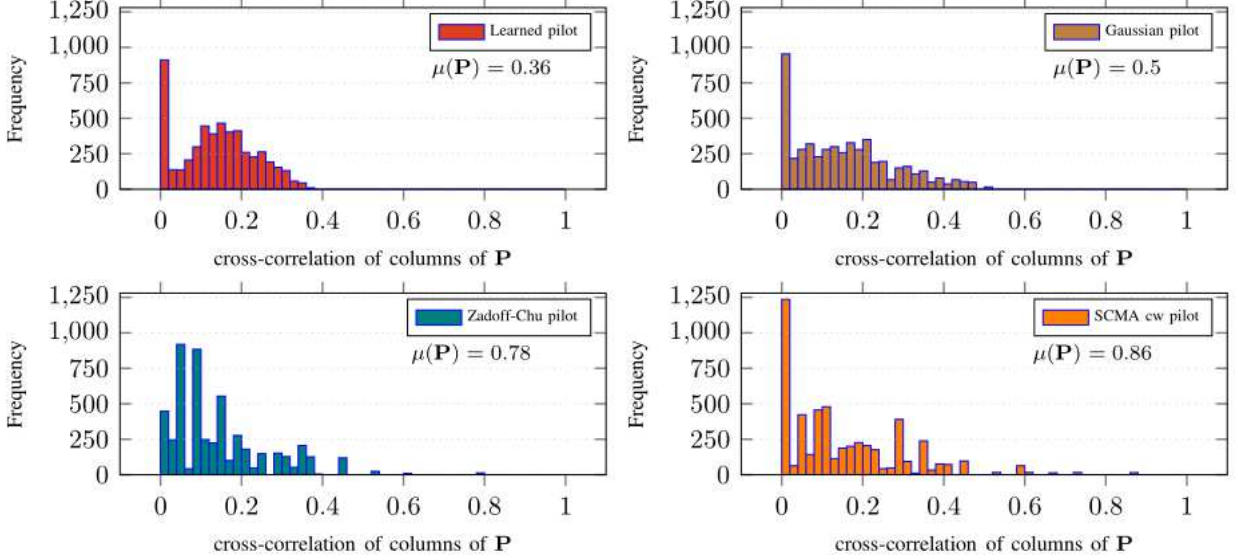 1,250
1,000
750
500
250
0
Frequency
Learned pilot
μ(P) = 0.36
0 0.2 0.4 0.6 0.8 1
cross-correlation of columns of P
1,250
1,000
750
500
250
0
Frequency
Gaussian pilot
μ(P) = 0.5
0 0.2 0.4 0.6 0.8 1
cross-correlation of columns of P
1,250
1,000
750
500
250
0
Frequency
Zadoff-Chu pilot
μ(P) = 0.78
0 0.2 0.4 0.6 0.8 1
cross-correlation of columns of P
1,250
1,000
750
500
250
0
Frequency
SCMA cw pilot
μ(P) = 0.86
0 0.2 0.4 0.6 0.8 1
cross-correlation of columns of P